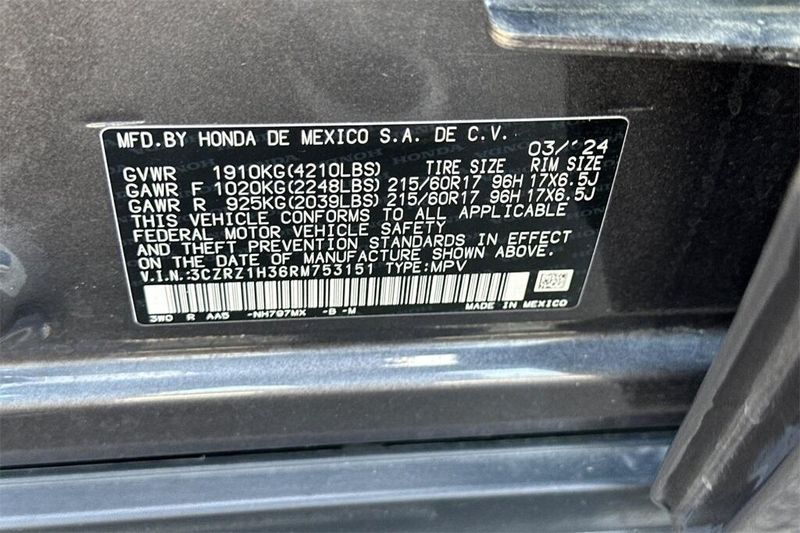 MFD.BY HONDA DE MEXICO S.A. DE C.V. 03/'24
GVWR 1910KG(4210LBS) TIRE SIZE RIM SIZE
GAWR F 1020KG(2248LBS) 215/60R17 96H 17X6.5J
GAWR R 925KG(2039LBS) 215/60R17 96H 17X6.5J
THIS VEHICLE CONFORMS TO ALL APPLICABLE
FEDERAL MOTOR VEHICLE SAFETY
AND THEFT PREVENTION STANDARDS IN EFFECT
ON THE DATE OF MANUFACTURE SHOWN ABOVE.
V.I.N.:3CZRZ1H36RM753151 TYPE:MPV
3W0 R AA5 -NH797MX -B -M MADE IN MEXICO